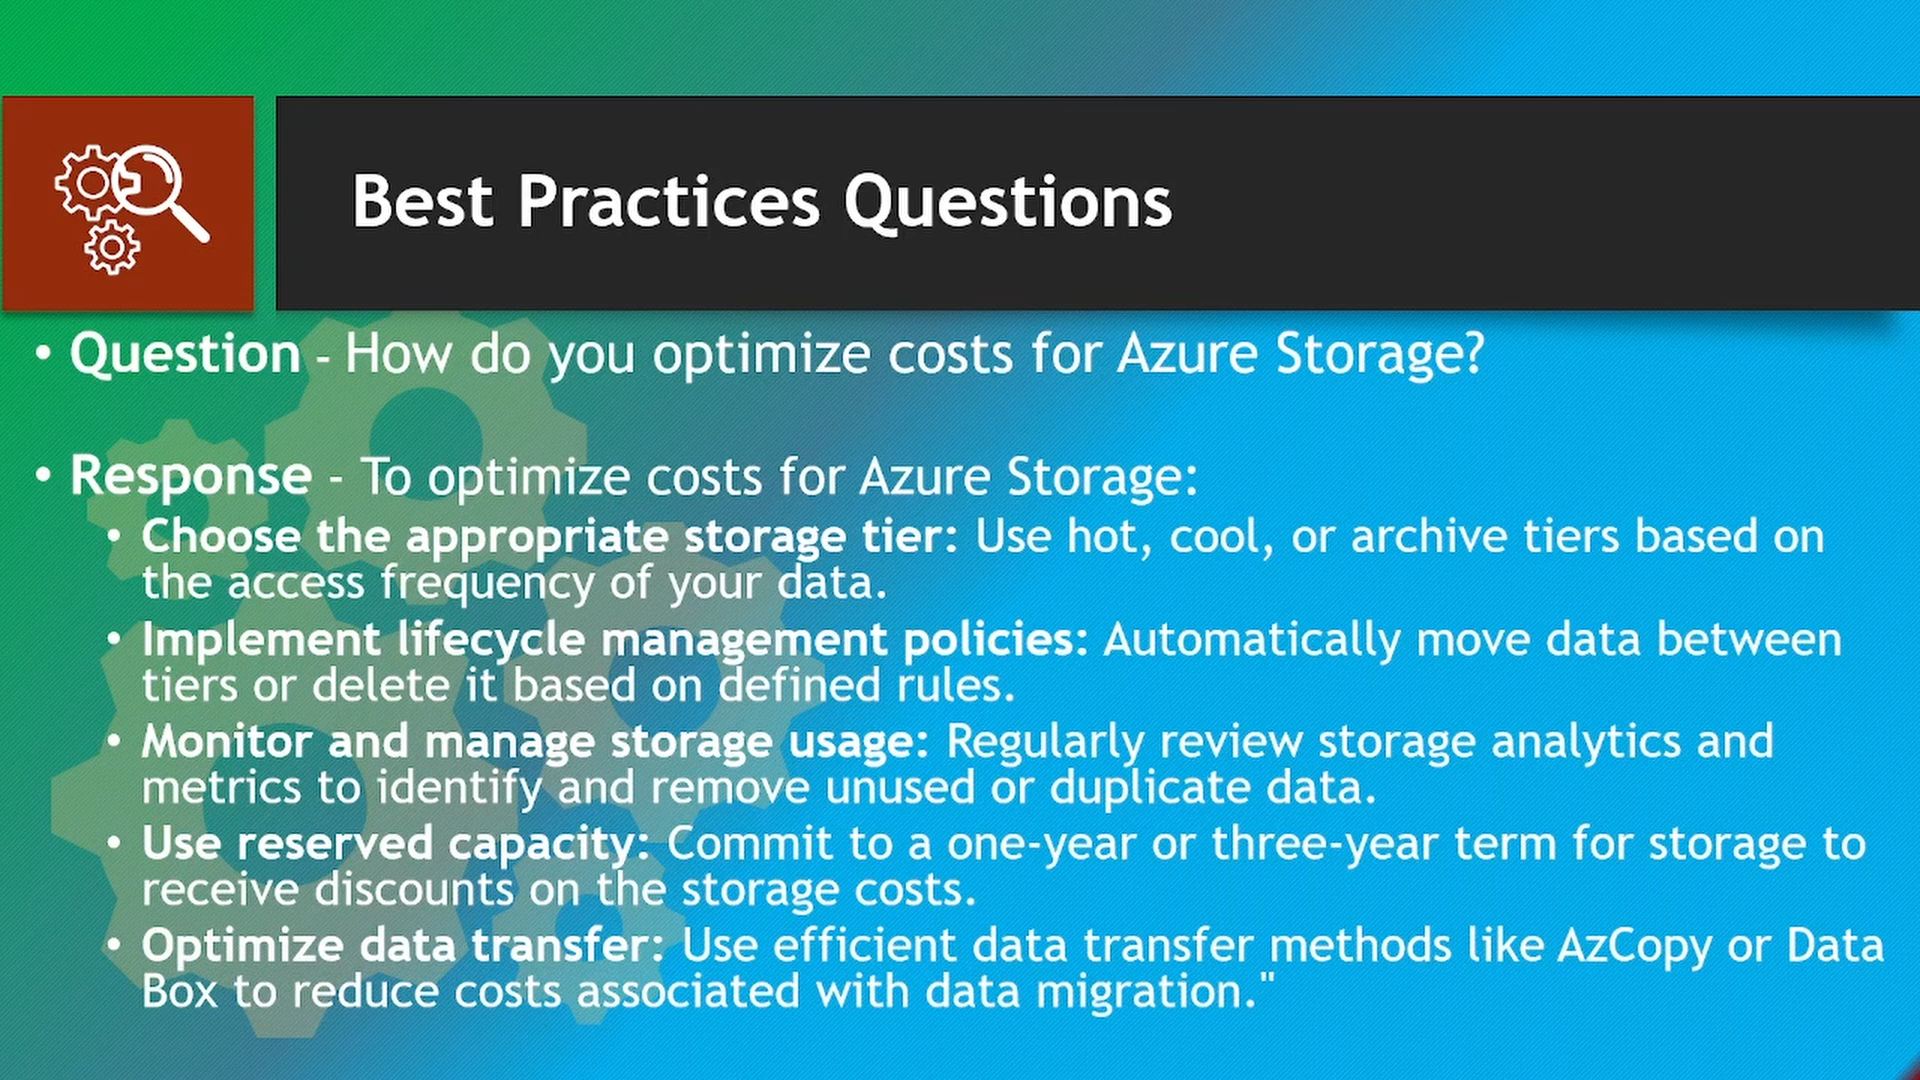 Best Practices Questions
• Question - How do you optimize costs for Azure Storage?
• Response - To optimize costs for Azure Storage:
• Choose the appropriate storage tier: Use hot, cool, or archive tiers based on
the access frequency of your data.
• Implement lifecycle management policies: Automatically move data between
tiers or delete it based on defined rules.
• Monitor and manage storage usage: Regularly review storage analytics and
metrics to identify and remove unused or duplicate data.
• Use reserved capacity: Commit to a one-year or three-year term for storage to
receive discounts on the storage costs.
• Optimize data transfer: Use efficient data transfer methods like AzCopy or Data
Box to reduce costs associated with data migration."